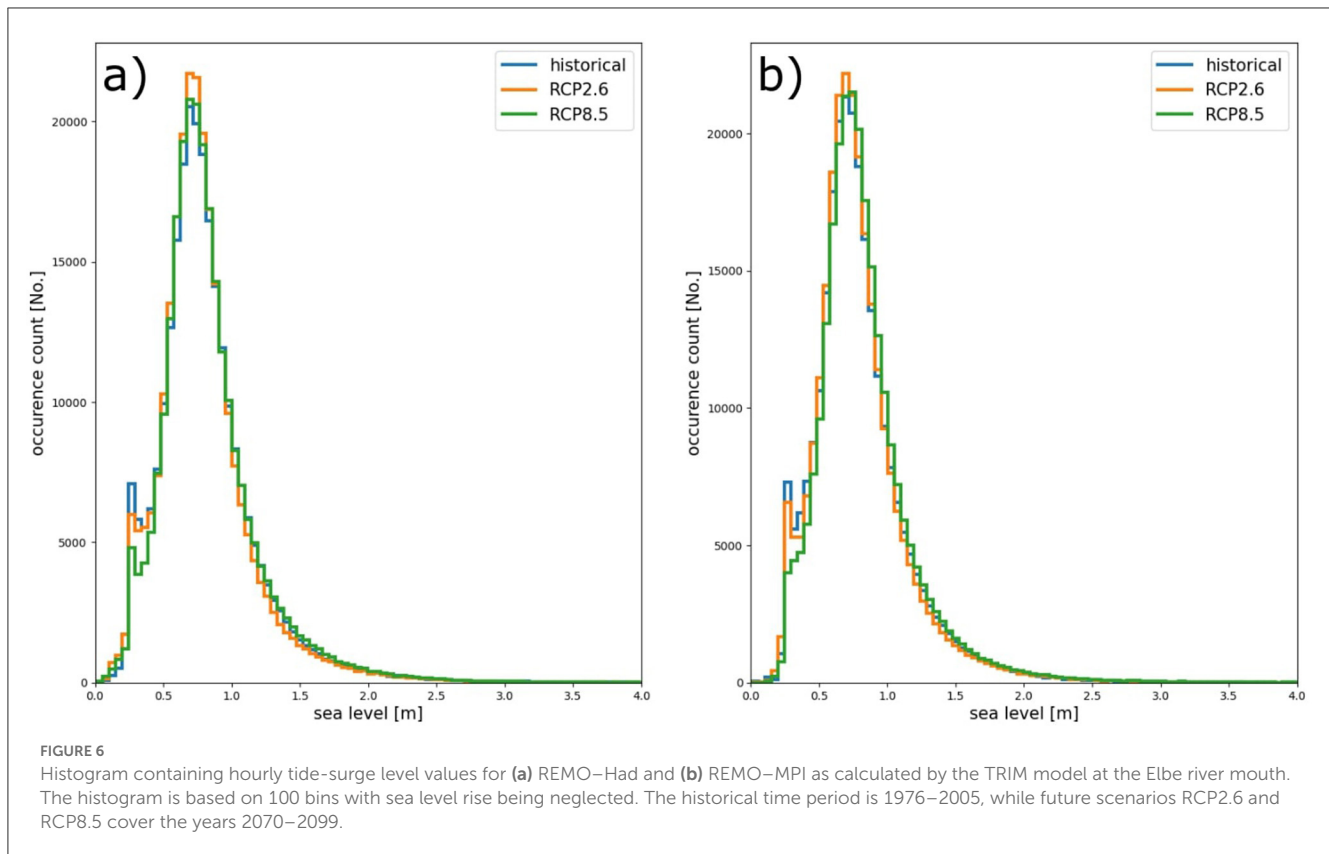 a)
historical
RCP2.6
RCP8.5
20000
15000
10000
5000
0
occurence count [No.]
0.0 0.5 1.0 1.5 2.0 2.5 3.0 3.5 4.0
sea level [m]
b)
historical
RCP2.6
RCP8.5
20000
15000
10000
5000
0
occurence count [No.]
0.0 0.5 1.0 1.5 2.0 2.5 3.0 3.5 4.0
sea level [m]
FIGURE 6
Histogram containing hourly tide-surge level values for (a) REMO–Had and (b) REMO–MPI as calculated by the TRIM model at the Elbe river mouth.
The histogram is based on 100 bins with sea level rise being neglected. The historical time period is 1976–2005, while future scenarios RCP2.6 and
RCP8.5 cover the years 2070–2099.